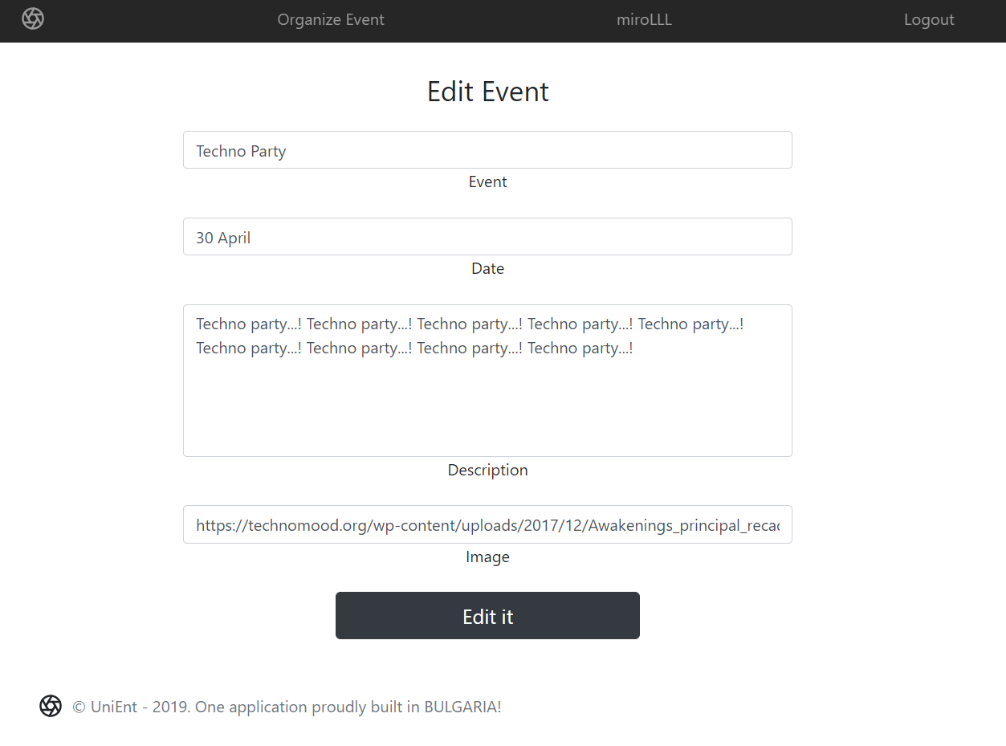 Organize Event miroLLL Logout
Edit Event
Techno Party
Event
30 April
Date
Techno party...! Techno party...! Techno party...! Techno party...! Techno party...!
Techno party...! Techno party...! Techno party...! Techno party...!
Description
https://technomood.org/wp-content/uploads/2017/12/Awakenings_principal_recac
Image
Edit it
© UniEnt - 2019. One application proudly built in BULGARIA!